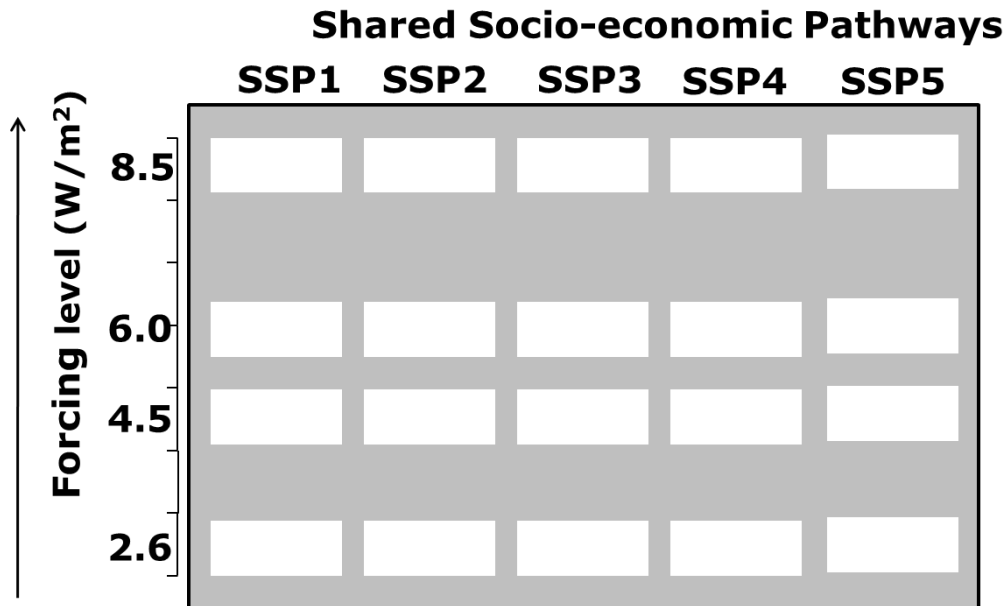 Shared Socio-economic Pathways
SSP1 SSP2 SSP3 SSP4 SSP5
Forcing level (W/m²)
8.5
6.0
4.5
2.6